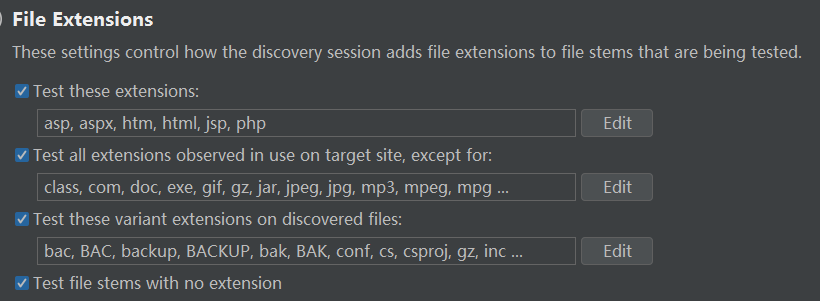 File Extensions
These settings control how the discovery session adds file extensions to file stems that are being tested.
Test these extensions:
asp, aspx, htm, html, jsp, php
Edit
Test all extensions observed in use on target site, except for:
class, com, doc, exe, gif, gz, jar, jpeg, jpg, mp3, mpeg, mpg ...
Edit
Test these variant extensions on discovered files:
bac, BAC, backup, BACKUP, bak, BAK, conf, cs, csproj, gz, inc ...
Edit
Test file stems with no extension